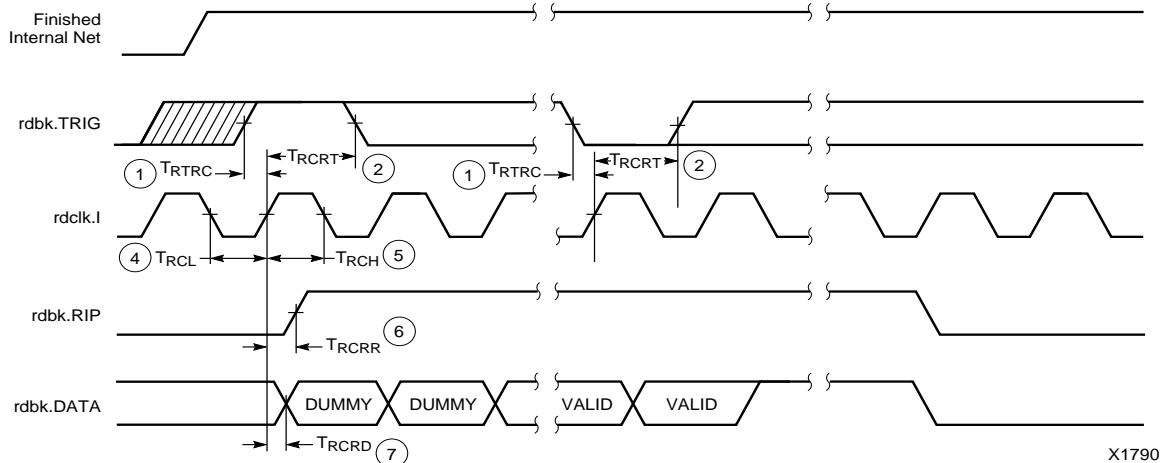 Finished
Internal Net
rdbk.TRIG
1 TRTRC
TRCRT
2
1 TRTRC
TRCRT
2
rdclk.I
4 TRCL
TRCH 5
rdbk.RIP
6
TRCRR
rdbk.DATA
DUMMY DUMMY VALID VALID
TRCRD 7
X1790